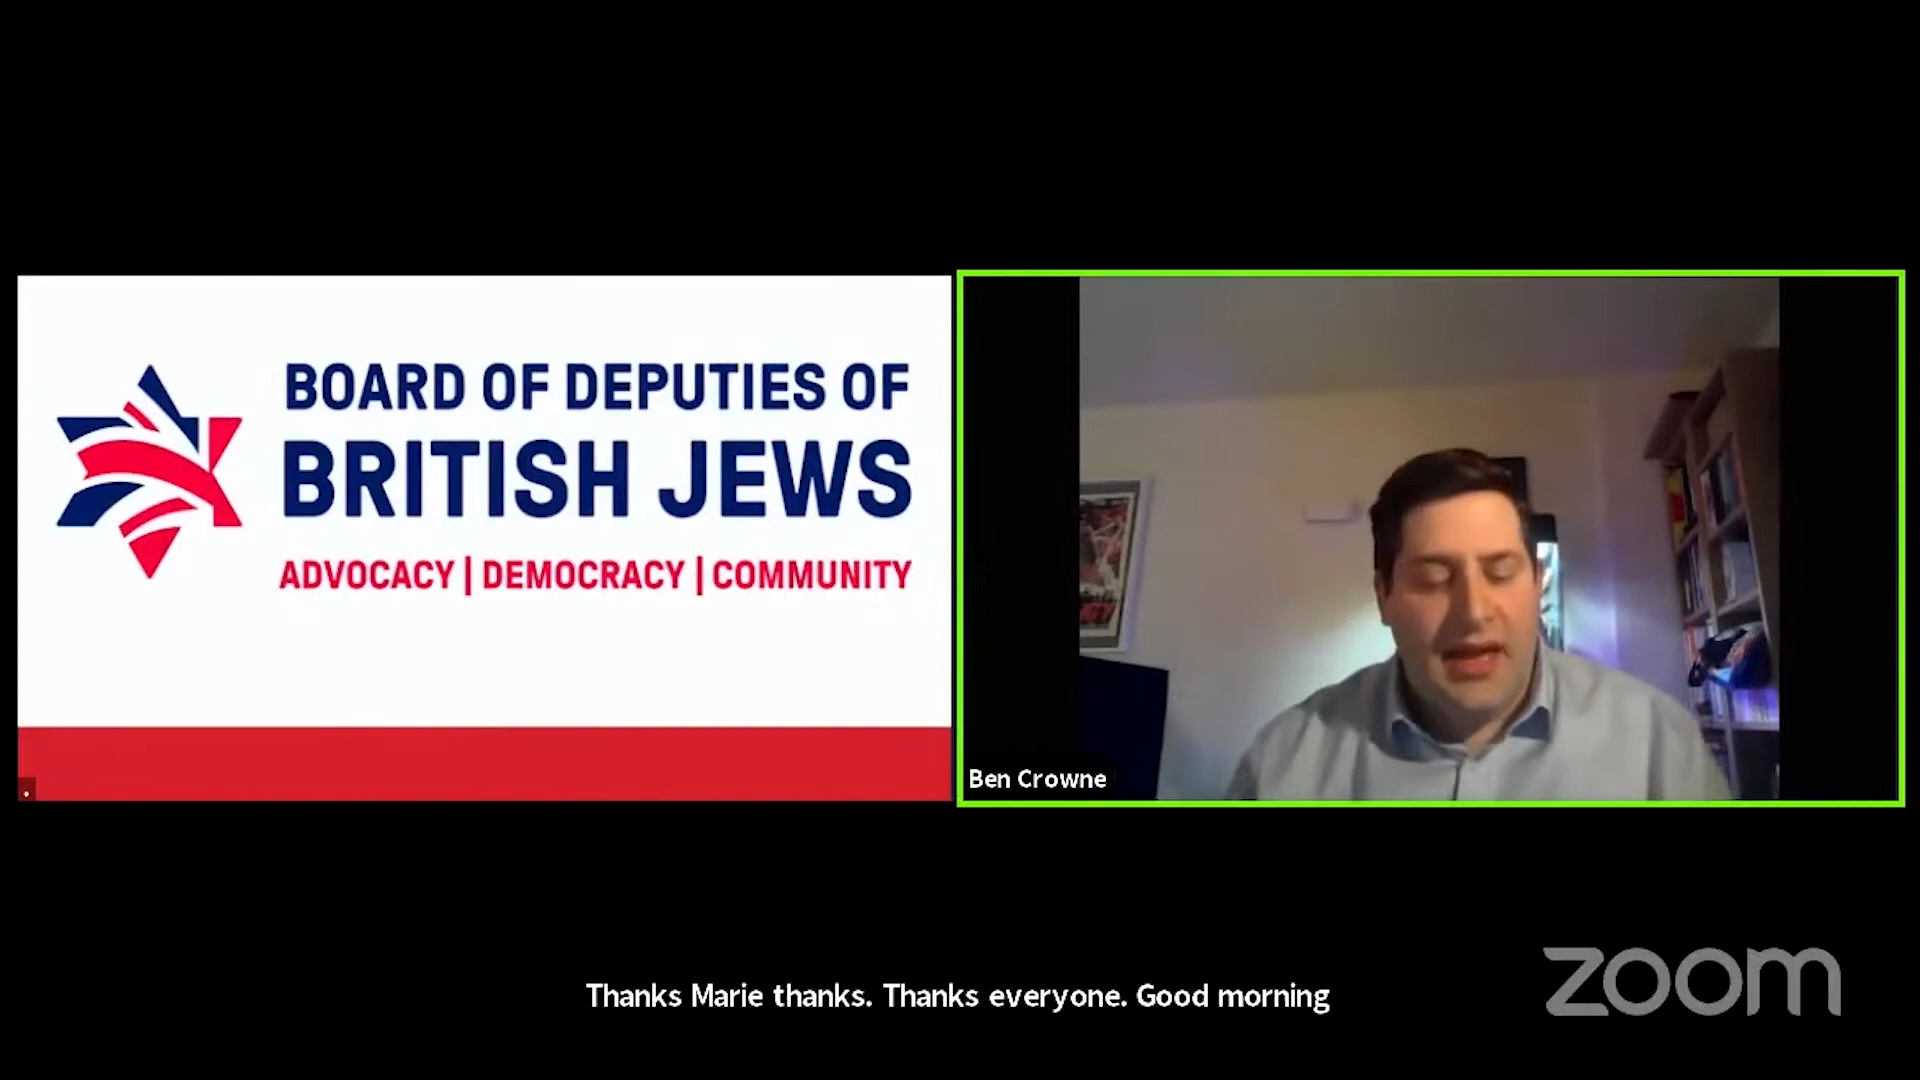 BOARD OF DEPUTIES OF
BRITISH JEWS
ADVOCACY | DEMOCRACY | COMMUNITY
Ben Crowne
Thanks Marie thanks. Thanks everyone. Good morning
zoom